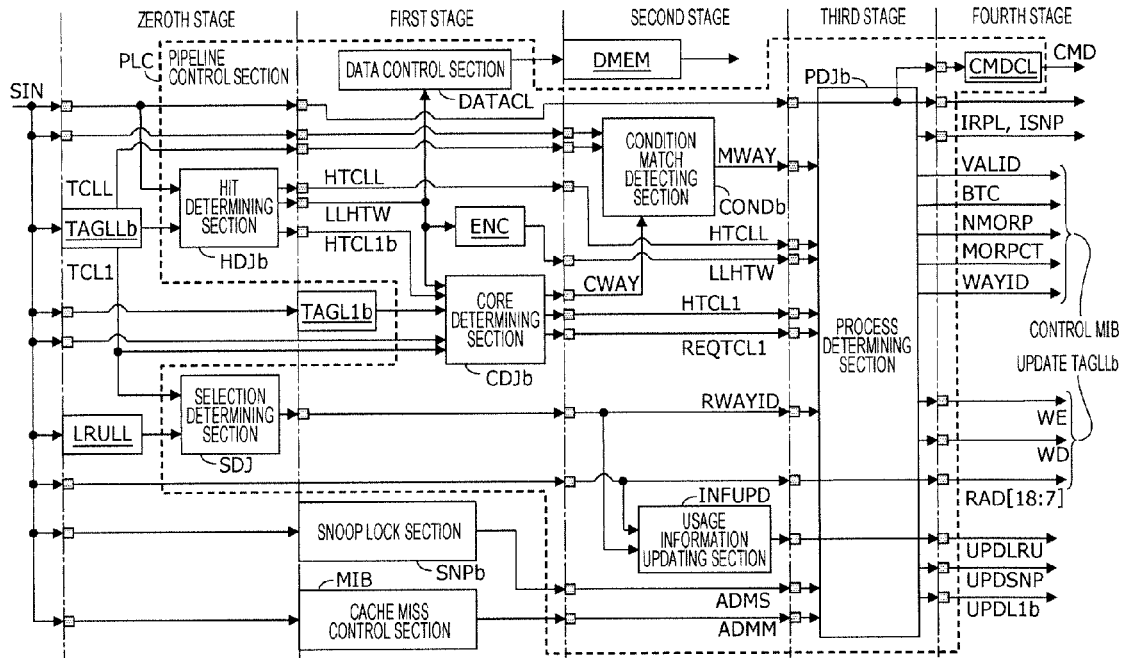 ZEROTH STAGE
FIRST STAGE
SECOND STAGE
THIRD STAGE
FOURTH STAGE
PLC
PIPELINE
CONTROL SECTION
DATA CONTROL SECTION
DATACL
DMEM
PDJb
CMDCL
CMD
SIN
IRPL, ISNP
TCLL
HIT
DETERMINING
SECTION
HDJb
HTCLL
LLHTW
HTCL1b
CONDITION
MATCH
DETECTING
SECTION
CONDb
MWAY
VALID
BTC
NMORP
MORPCT
WAYID
TAGLLb
ENC
HTCLL
LLHTW
TCL1
TAGL1b
CORE
DETERMINING
SECTION
CDJb
CWAY
HTCL1
REQTCL1
PROCESS
DETERMINING
SECTION
CONTROL MIB
UPDATE TAGLLb
SELECTION
DETERMINING
SECTION
SDJ
LRULL
RWAYID
WE
WD
RAD[18:7]
INFUPD
USAGE
INFORMATION
UPDATING SECTION
SNOOP LOCK SECTION
SNPb
UPDLRU
UPDSNP
UPDL1b
MIB
CACHE MISS
CONTROL SECTION
ADMS
ADMM